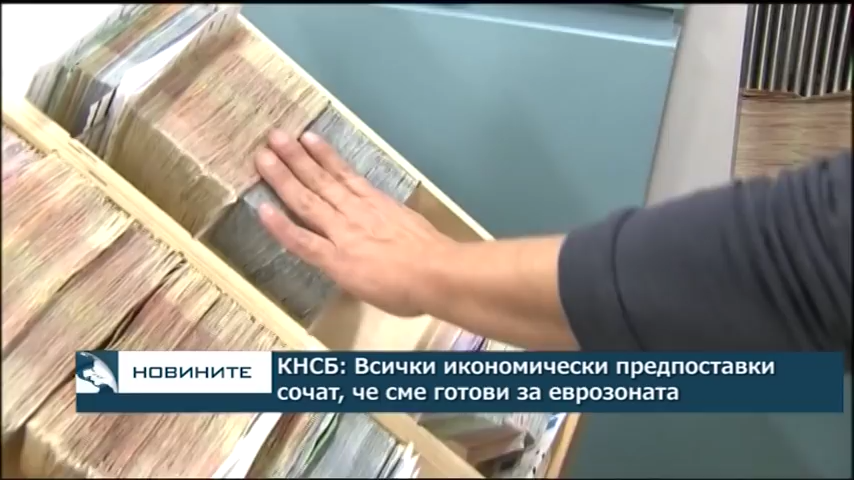 НОВИНИТЕ
КНСБ: Всички икономически предпоставки
сочат, че сме готови за еврозоната